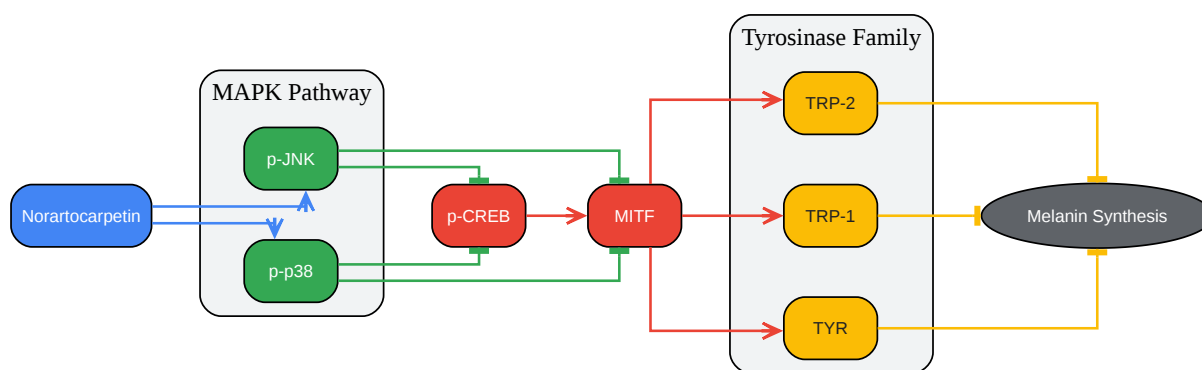 Tyrosinase Family
MAPK Pathway
TRP-2
p-JNK
Norartocarpetin
p-CREB
MITF
TRP-1
Melanin Synthesis
p-p38
TYR